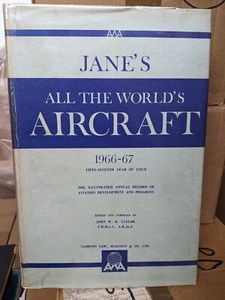 JANE'S
ALL THE WORLD'S
AIRCRAFT
1966-67
FIFTY-SEVENTH YEAR OF ISSUE
THE ILLUSTRATED ANNUAL RECORD OF
AVIATION DEVELOPMENT AND PROGRESS
EDITED AND COMPILED BY
JOHN W. R. TAYLOR
SAMPSON LOW, MARSTON & CO. LTD.